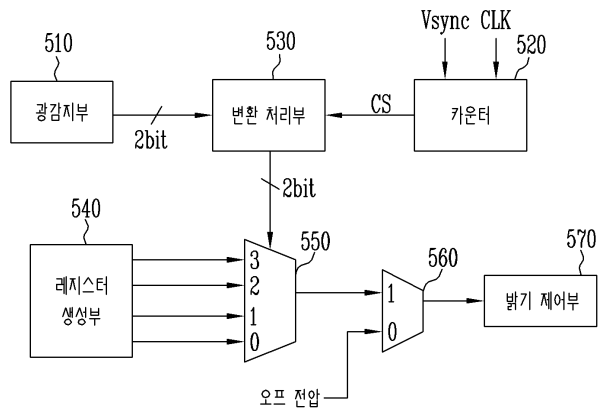 Vsync CLK
510
530
520
광감지부
2bit
변환 처리부
CS
카운터
2bit
540
550
560
570
레지스터
생성부
3
2
1
0
1
0
밝기 제어부
오프 전압